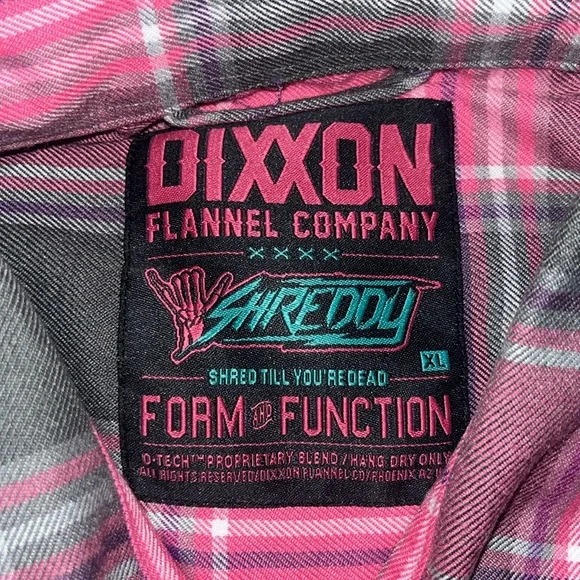 DIXXON
FLANNEL COMPANY
XXXX
SHREDDY
XL
SHRED TILL YOU'RE DEAD
FORM AND FUNCTION
D-TECH™ PROPRIETARY BLEND / HANG DRY ONLY
ALL RIGHTS RESERVED/DIXXON FLANNEL CO/PHOENIX AZ U